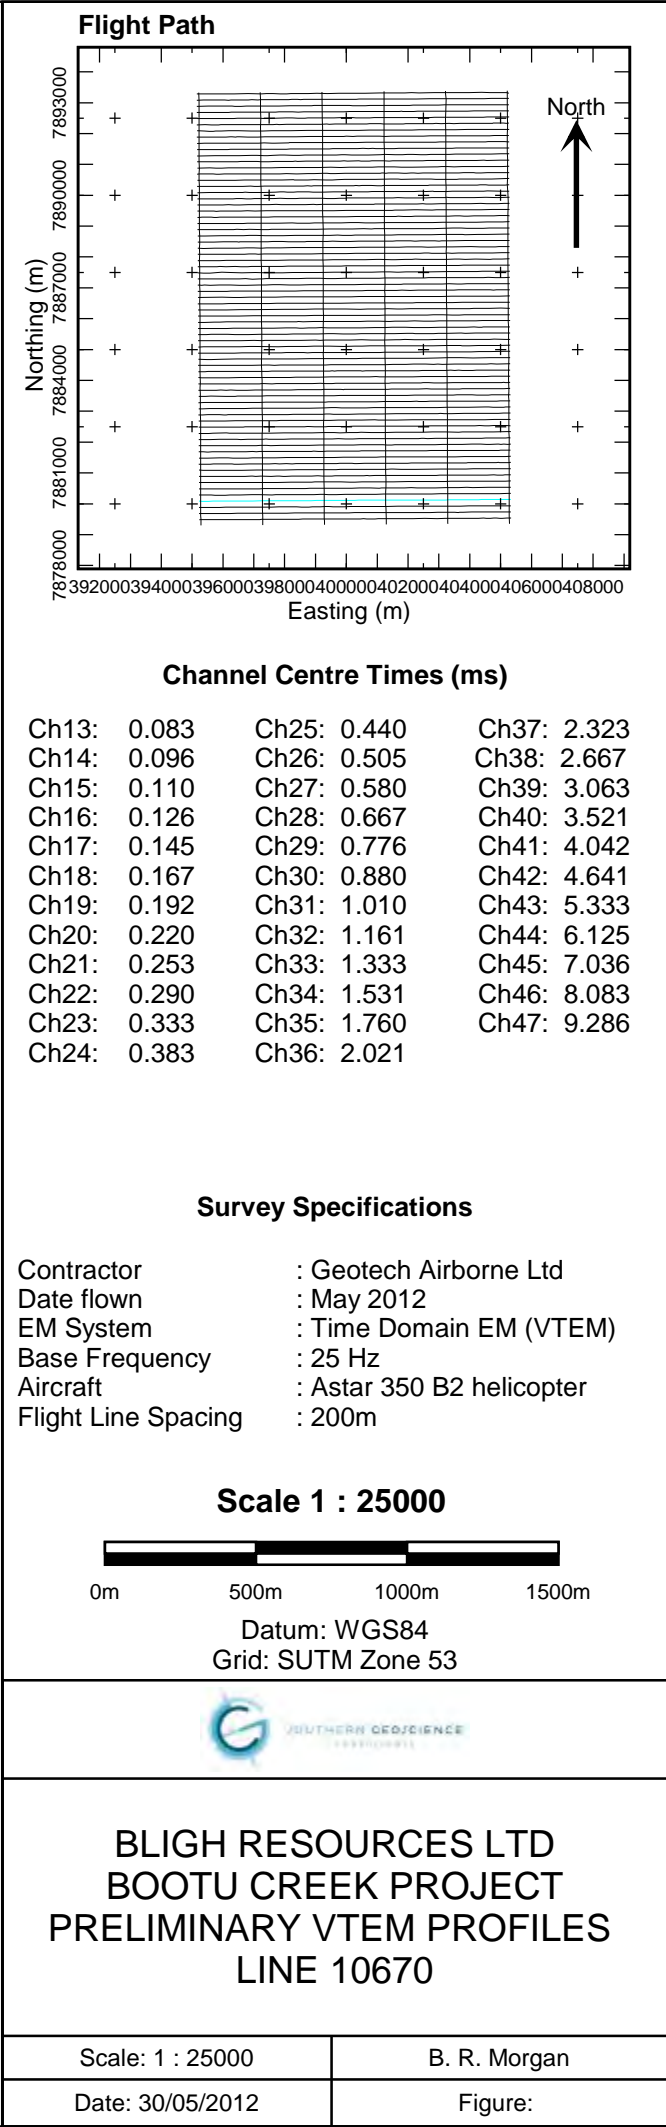 Flight Path
North
Northing (m)
7893000
7890000
7887000
7884000
7881000
7878000
392000 394000 396000 398000 400000 402000 404000 406000 408000
Easting (m)
Channel Centre Times (ms)
Ch13: 0.083 Ch25: 0.440 Ch37: 2.323
Ch14: 0.096 Ch26: 0.505 Ch38: 2.667
Ch15: 0.110 Ch27: 0.580 Ch39: 3.063
Ch16: 0.126 Ch28: 0.667 Ch40: 3.521
Ch17: 0.145 Ch29: 0.776 Ch41: 4.042
Ch18: 0.167 Ch30: 0.880 Ch42: 4.641
Ch19: 0.192 Ch31: 1.010 Ch43: 5.333
Ch20: 0.220 Ch32: 1.161 Ch44: 6.125
Ch21: 0.253 Ch33: 1.333 Ch45: 7.036
Ch22: 0.290 Ch34: 1.531 Ch46: 8.083
Ch23: 0.333 Ch35: 1.760 Ch47: 9.286
Ch24: 0.383 Ch36: 2.021
Survey Specifications
Contractor : Geotech Airborne Ltd
Date flown : May 2012
EM System : Time Domain EM (VTEM)
Base Frequency : 25 Hz
Aircraft : Astar 350 B2 helicopter
Flight Line Spacing : 200m
Scale 1 : 25000
0m 500m 1000m 1500m
Datum: WGS84
Grid: SUTM Zone 53
SOUTHERN GEOSCIENCE
BLIGH RESOURCES LTD
BOOTU CREEK PROJECT
PRELIMINARY VTEM PROFILES
LINE 10670
Scale: 1 : 25000 B. R. Morgan
Date: 30/05/2012 Figure: